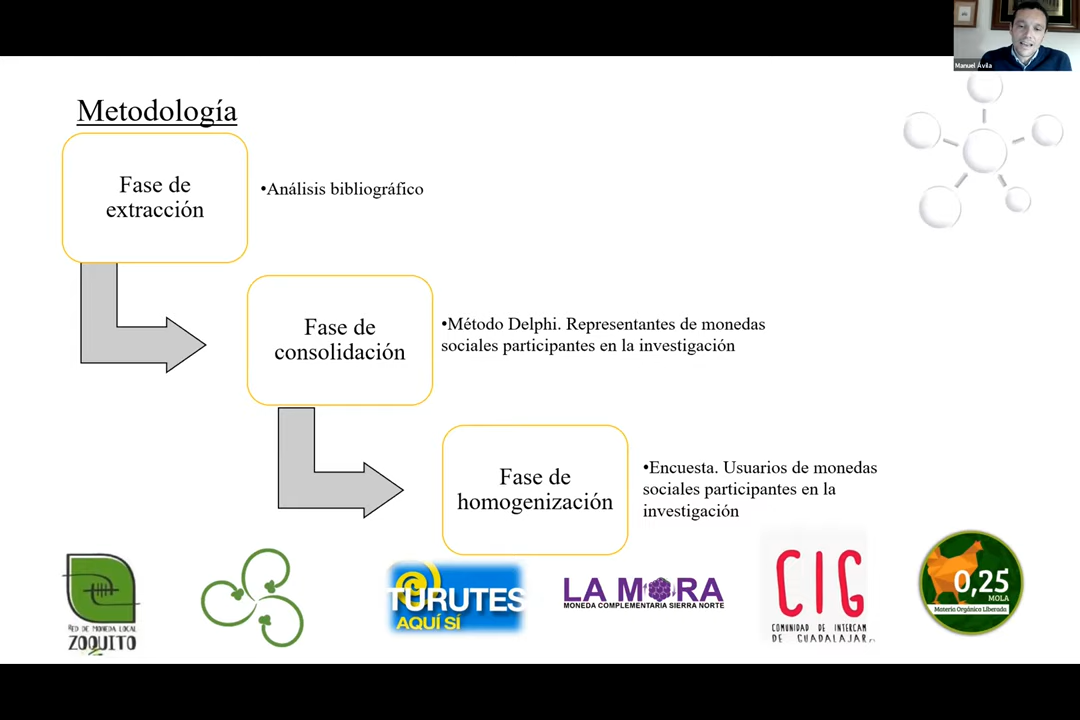 Manuel Ávila
Metodología
Fase de
extracción
•Análisis bibliográfico
Fase de
consolidación
•Método Delphi. Representantes de monedas
sociales participantes en la investigación
Fase de
homogenización
•Encuesta. Usuarios de monedas
sociales participantes en la
investigación
RED DE MONEDA LOCAL
ZOQUITO
TURUTES
AQUÍ SÍ
LA MORA
MONEDA COMPLEMENTARIA SIERRA NORTE
CIG
COMUNIDAD DE INTERCAM
DE GUADALAJAR
0,25
MOLA
Materia Orgánica Liberada